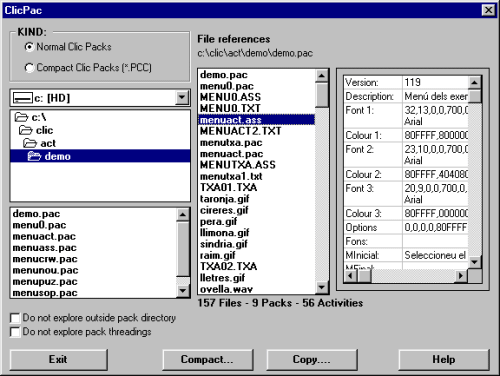 ClicPac
KIND:
Normal Clic Packs
Compact Clic Packs (*.PCC)
c: [HD]
c:\
clic
act
demo
demo.pac
menu0.pac
menuact.pac
menuass.pac
menucrw.pac
menunou.pac
menupuz.pac
menusop.pac
Do not explore outside pack directory
Do not explore pack threadings
File references
c:\clic\act\demo\demo.pac
demo.pac
menu0.pac
MENU0.ASS
MENU0.TXT
menuact.ass
MENUACT2.TXT
menutxa.pac
menuact.pac
MENUTXA.ASS
menutxa1.txt
TXA01.TXA
taronja.gif
cireres.gif
pera.gif
llimona.gif
sindria.gif
raim.gif
TXA02.TXA
lletres.gif
ovella.wav
157 Files - 9 Packs - 56 Activities
Version: 119
Description: Menú dels exer
Font 1: 32,13,0,0,700,0
Arial
Colour 1: 80FFFF,800000
Font 2: 23,10,0,0,700,0
Arial
Colour 2: 80FFFF,404080
Font 3: 20,9,0,0,700,0,
Arial
Colour 3: 80FFFF,000000
Options 0,0,0,0,80FFFF
Fons:
MInicial: Seleccioneu el
MFinal:
Exit
Compact...
Copy....
Help